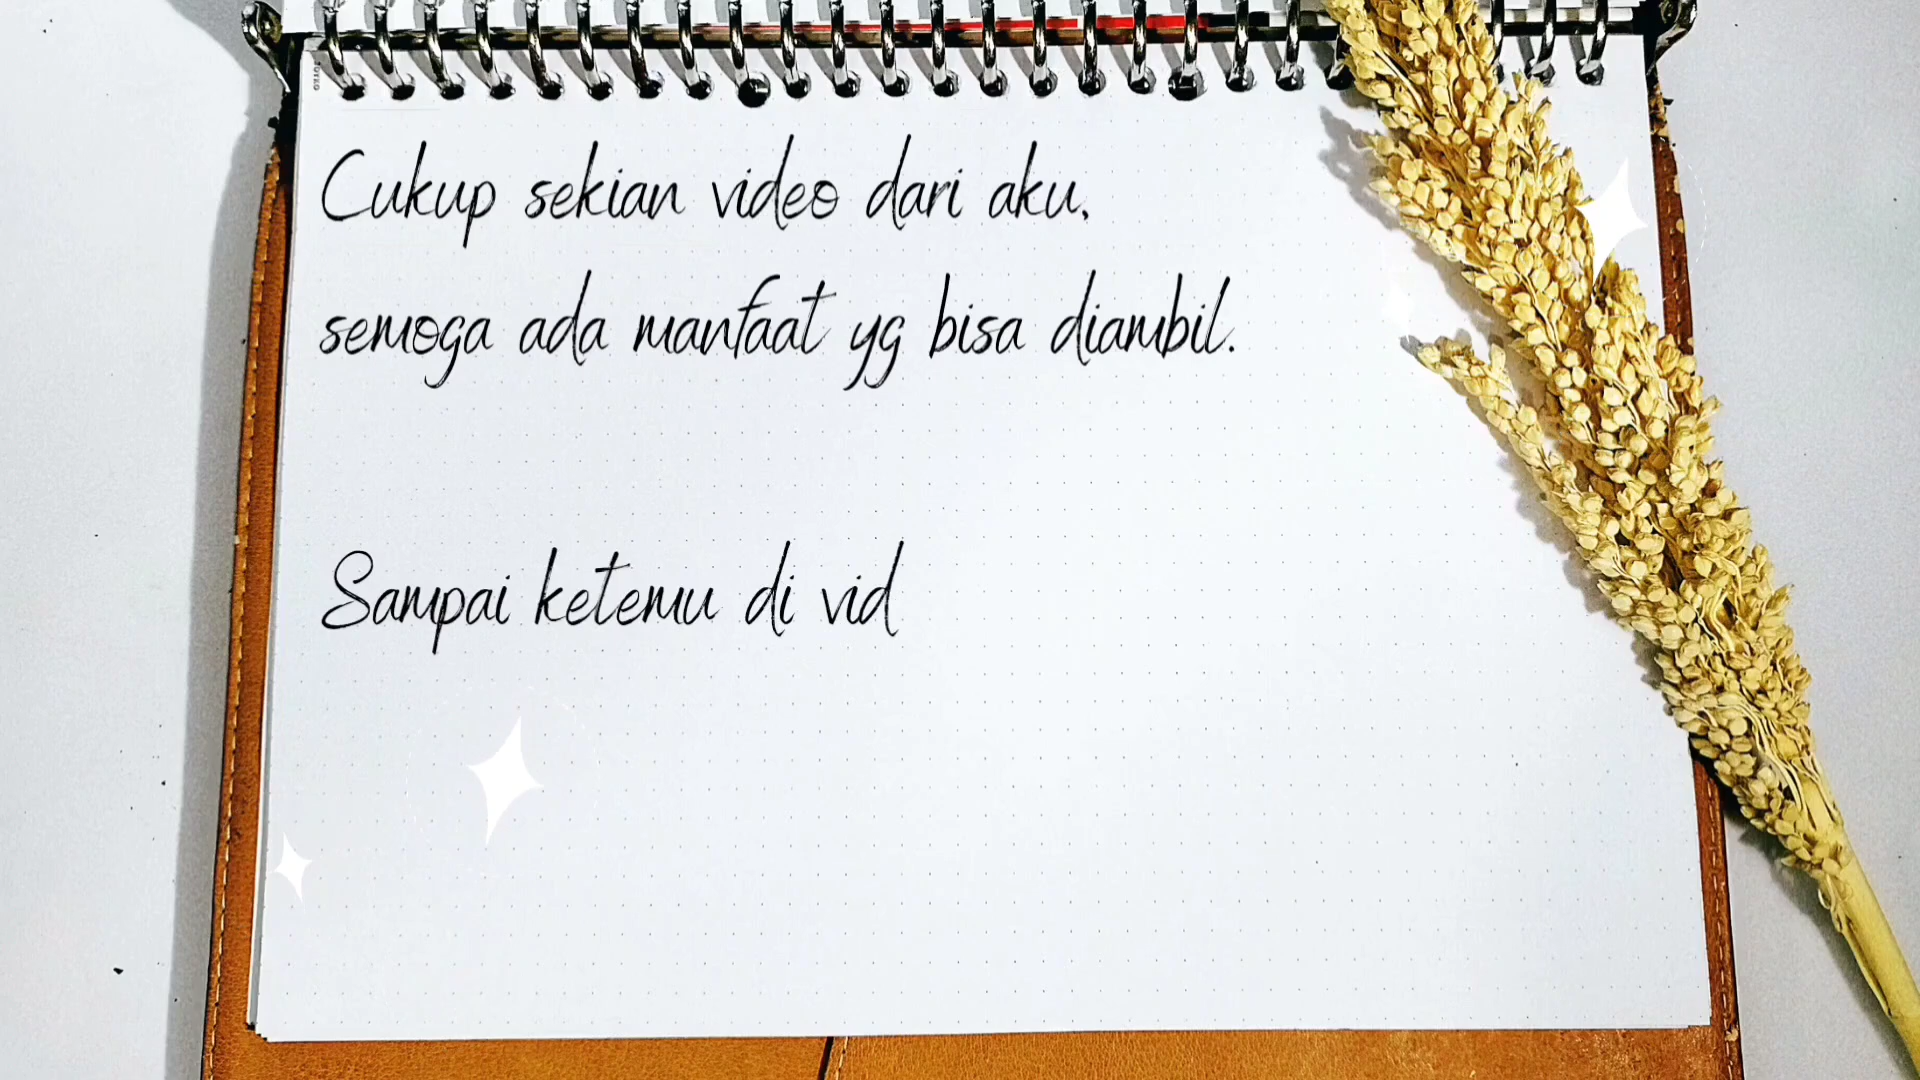 Cukup sekian video dari aku,
semoga ada manfaat yg bisa diambil.
Sampai ketemu di vid